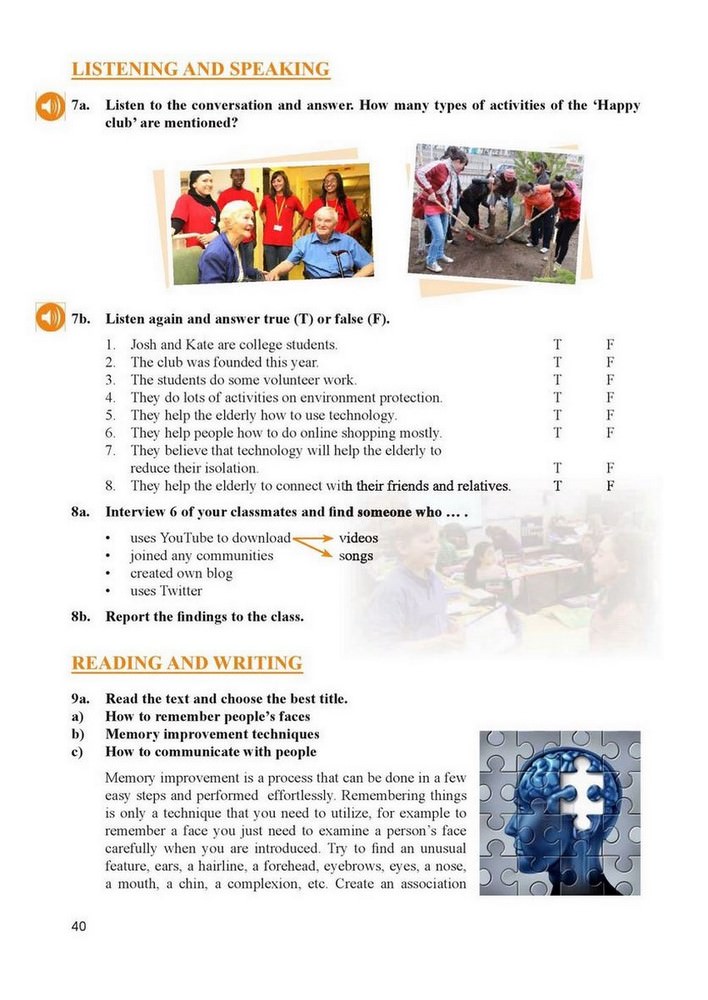 LISTENING AND SPEAKING
7a. Listen to the conversation and answer. How many types of activities of the ‘Happy
club’ are mentioned?
7b. Listen again and answer true (T) or false (F).
1. Josh and Kate are college students. T F
2. The club was founded this year. T F
3. The students do some volunteer work. T F
4. They do lots of activities on environment protection. T F
5. They help the elderly how to use technology. T F
6. They help people how to do online shopping mostly. T F
7. They believe that technology will help the elderly to
reduce their isolation. T F
8. They help the elderly to connect with their friends and relatives. T F
8a. Interview 6 of your classmates and find someone who ... .
• uses YouTube to download videos
• joined any communities songs
• created own blog
• uses Twitter
8b. Report the findings to the class.
READING AND WRITING
9a. Read the text and choose the best title.
a) How to remember people’s faces
b) Memory improvement techniques
c) How to communicate with people
Memory improvement is a process that can be done in a few
easy steps and performed effortlessly. Remembering things
is only a technique that you need to utilize, for example to
remember a face you just need to examine a person’s face
carefully when you are introduced. Try to find an unusual
feature, ears, a hairline, a forehead, eyebrows, eyes, a nose,
a mouth, a chin, a complexion, etc. Create an association
40